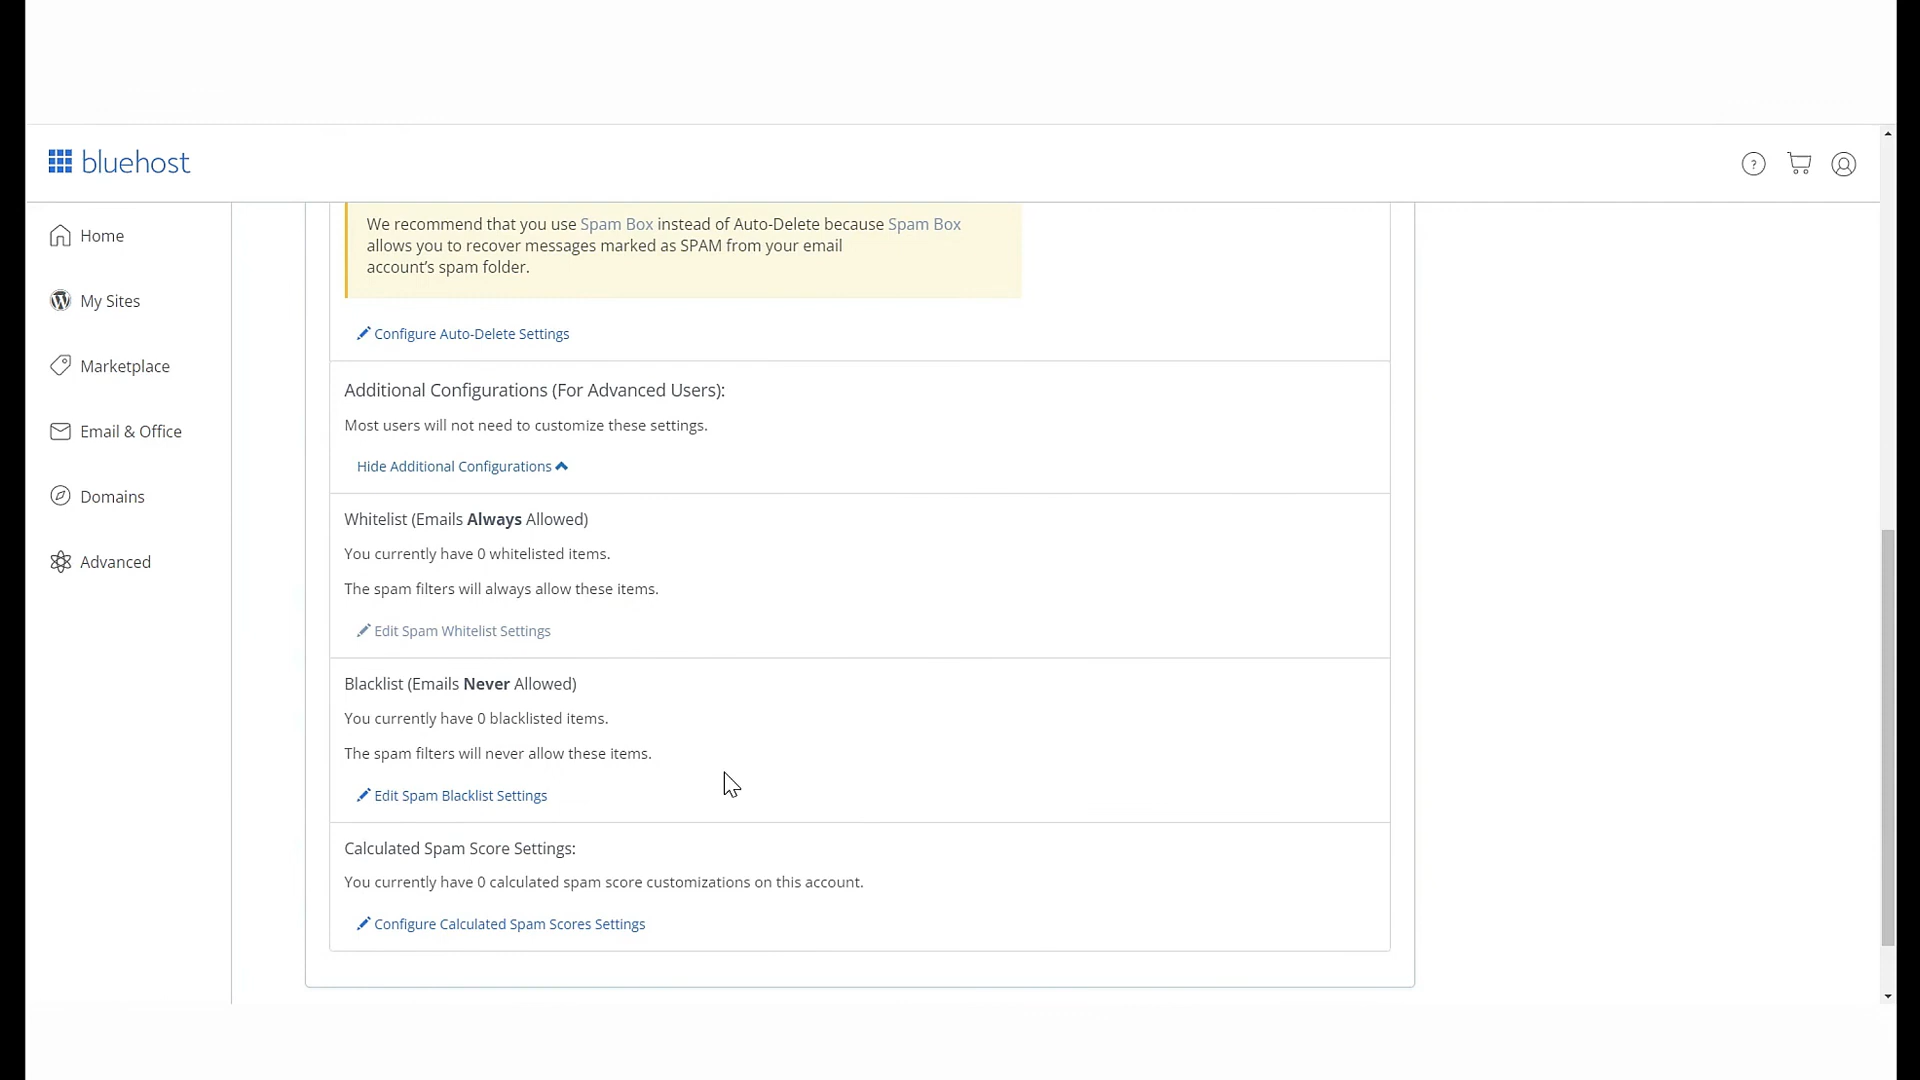 bluehost
?
Home
My Sites
Marketplace
Email & Office
Domains
Advanced
We recommend that you use Spam Box instead of Auto-Delete because Spam Box
allows you to recover messages marked as SPAM from your email
account’s spam folder.
Configure Auto-Delete Settings
Additional Configurations (For Advanced Users):
Most users will not need to customize these settings.
Hide Additional Configurations
Whitelist (Emails Always Allowed)
You currently have 0 whitelisted items.
The spam filters will always allow these items.
Edit Spam Whitelist Settings
Blacklist (Emails Never Allowed)
You currently have 0 blacklisted items.
The spam filters will never allow these items.
Edit Spam Blacklist Settings
Calculated Spam Score Settings:
You currently have 0 calculated spam score customizations on this account.
Configure Calculated Spam Scores Settings